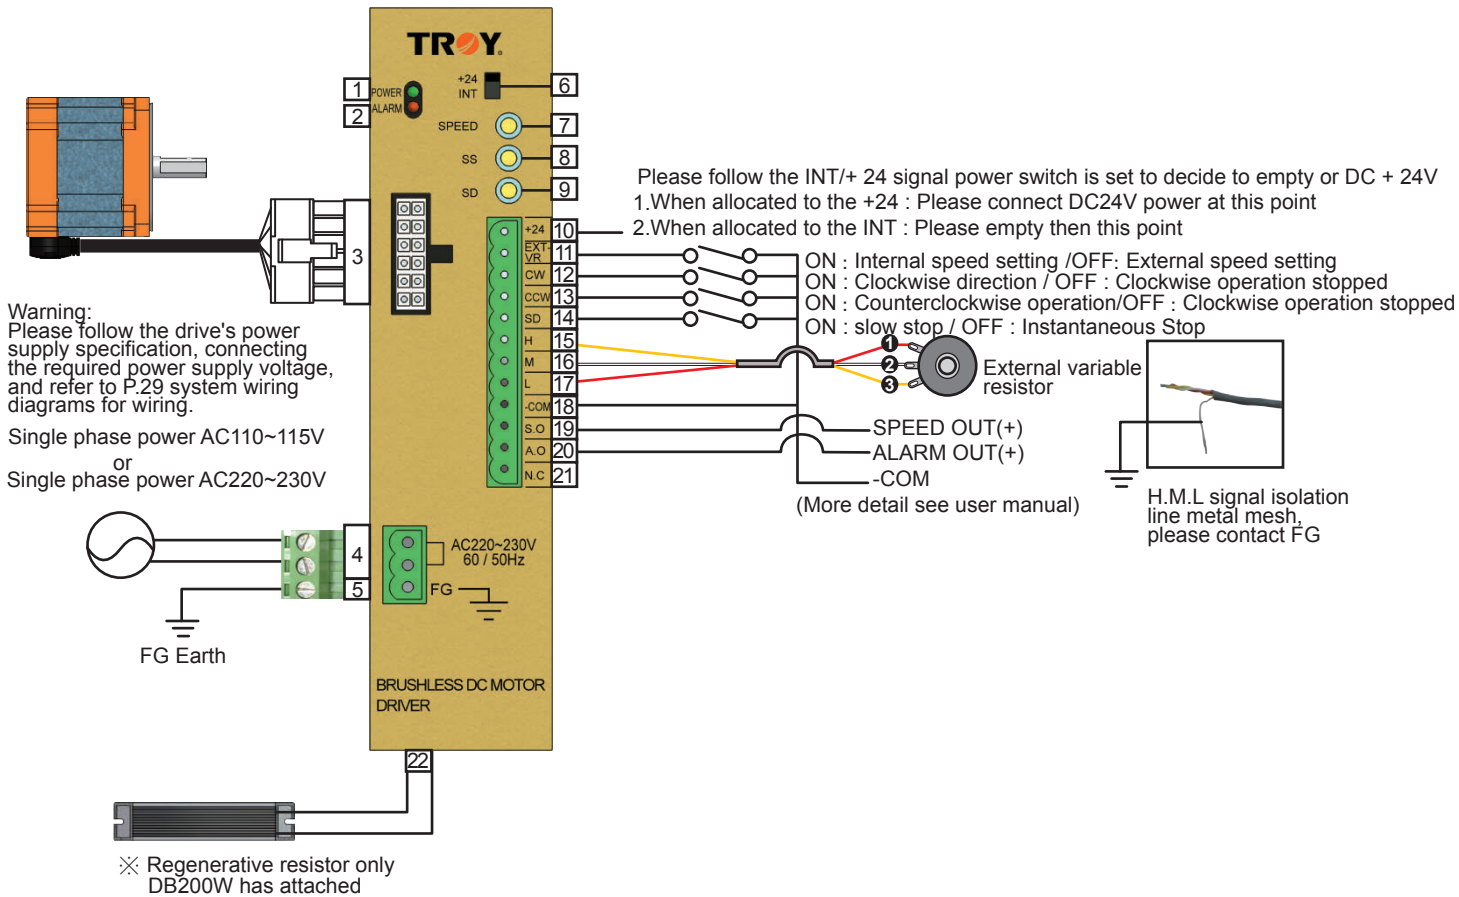 TROY
1
POWER
2
ALARM
+24
INT
6
SPEED
7
SS
8
SD
9
3
+24
10
EXT-
VR
11
CW
12
CCW
13
SD
14
H
15
M
16
L
17
-COM
18
S.O
19
A.O
20
N.C
21
Please follow the INT/+ 24 signal power switch is set to decide to empty or DC + 24V
1.When allocated to the +24 : Please connect DC24V power at this point
2.When allocated to the INT : Please empty then this point
ON : Internal speed setting /OFF: External speed setting
ON : Clockwise direction / OFF : Clockwise operation stopped
ON : Counterclockwise operation/OFF : Clockwise operation stopped
ON : slow stop / OFF : Instantaneous Stop
1
2
3
External variable
resistor
SPEED OUT(+)
ALARM OUT(+)
-COM
(More detail see user manual)
H.M.L signal isolation
line metal mesh,
please contact FG
Warning:
Please follow the drive's power
supply specification, connecting
the required power supply voltage,
and refer to P.29 system wiring
diagrams for wiring.
Single phase power AC110~115V
or
Single phase power AC220~230V
4
5
AC220~230V
60 / 50Hz
FG
FG Earth
BRUSHLESS DC MOTOR
DRIVER
22
※ Regenerative resistor only
DB200W has attached